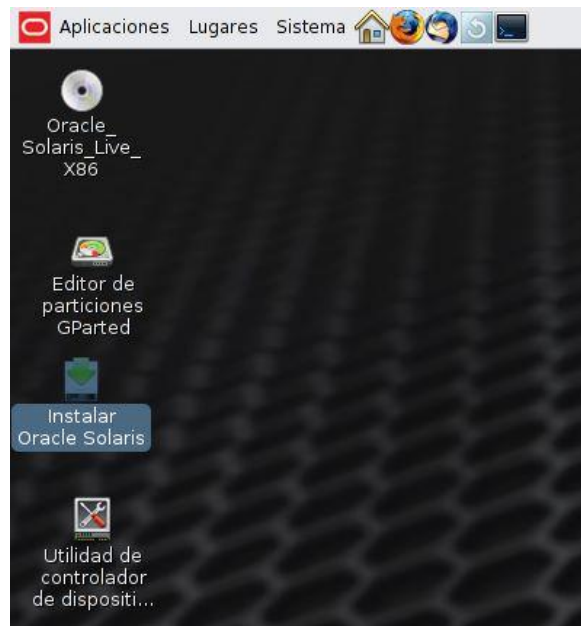 Aplicaciones Lugares Sistema
Oracle_
Solaris_Live_
X86
Editor de
particiones
GParted
Instalar
Oracle Solaris
Utilidad de
controlador
de dispositi...